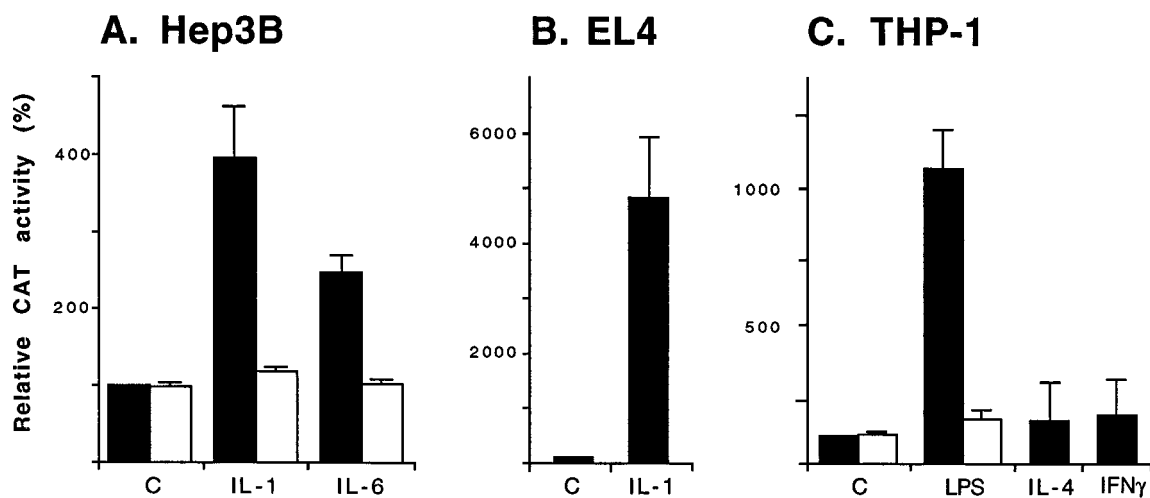 A. Hep3B
B. EL4
C. THP-1
Relative CAT activity (%)
400
200
C IL-1 IL-6
6000
4000
2000
C IL-1
1000
500
C LPS IL-4 IFNγ